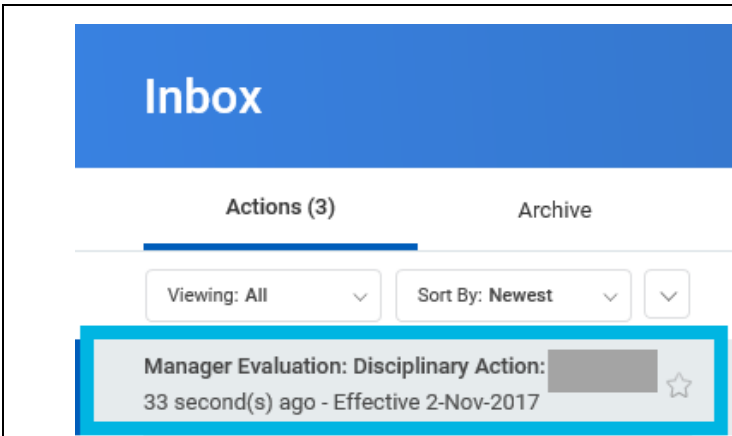 Inbox
Actions (3) Archive
Viewing: All Sort By: Newest
Manager Evaluation: Disciplinary Action:
33 second(s) ago - Effective 2-Nov-2017